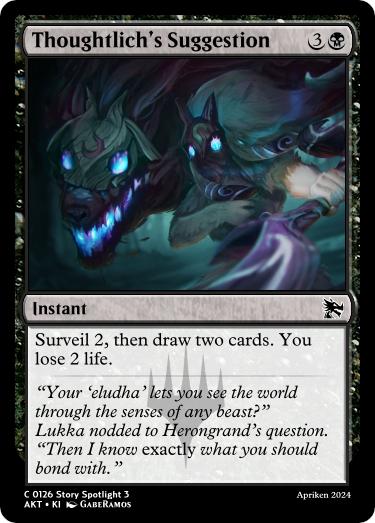 Thoughtlich's Suggestion 3
Instant
Surveil 2, then draw two cards. You
lose 2 life.
“Your ‘eludha’ lets you see the world
through the senses of any beast?”
Lukka nodded to Herongrand's question.
“Then I know exactly what you should
bond with.”
C 0126 Story Spotlight 3
AKT • KI GABERAMOS
Apriken 2024